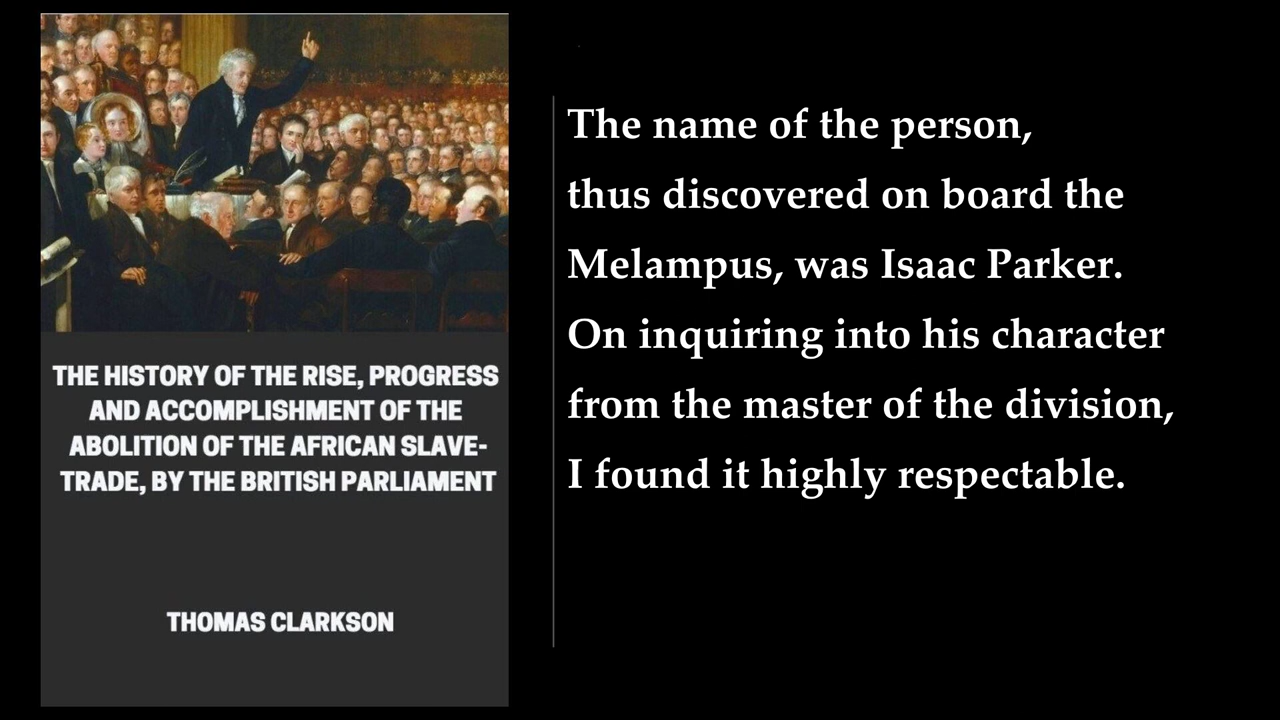 THE HISTORY OF THE RISE, PROGRESS
AND ACCOMPLISHMENT OF THE
ABOLITION OF THE AFRICAN SLAVE-
TRADE, BY THE BRITISH PARLIAMENT
THOMAS CLARKSON
The name of the person,
thus discovered on board the
Melampus, was Isaac Parker.
On inquiring into his character
from the master of the division,
I found it highly respectable.